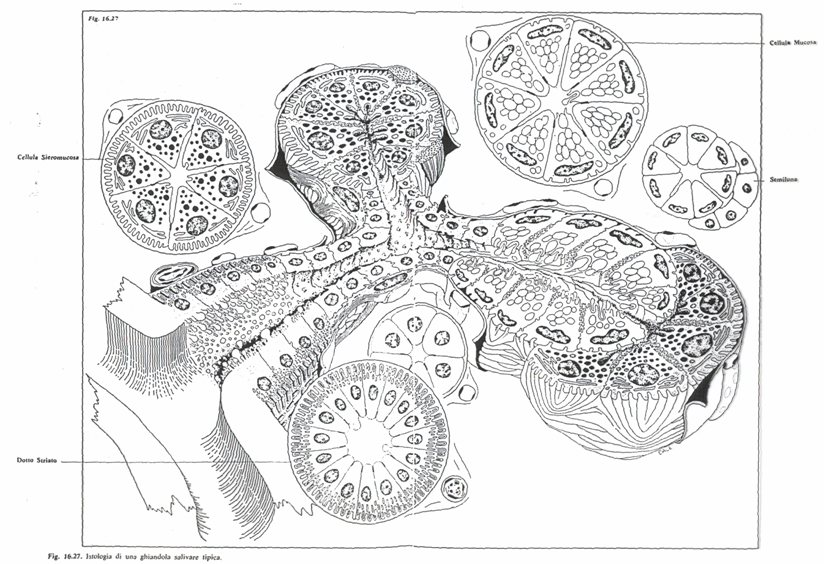 Fig. 16.27
Cellula Mucosa
Cellula Sieromucosa
Semiluna
Dotto Striato
Fig. 16.27. Istologia di una ghiandola salivare tipica.